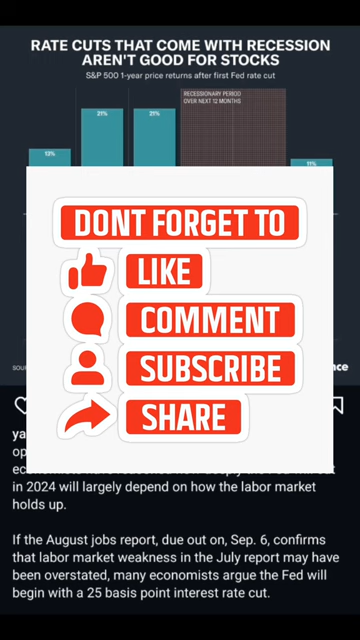 RATE CUTS THAT COME WITH RECESSION
AREN'T GOOD FOR STOCKS
S&P 500 1-year price returns after first Fed rate cut
RECESSIONARY PERIOD
OVER NEXT 12 MONTHS
21%
21%
13%
11%
DONT FORGET TO
LIKE
COMMENT
SUBSCRIBE
SHARE
in 2024 will largely depend on how the labor market
holds up.
If the August jobs report, due out on, Sep. 6, confirms
that labor market weakness in the July report may have
been overstated, many economists argue the Fed will
begin with a 25 basis point interest rate cut.